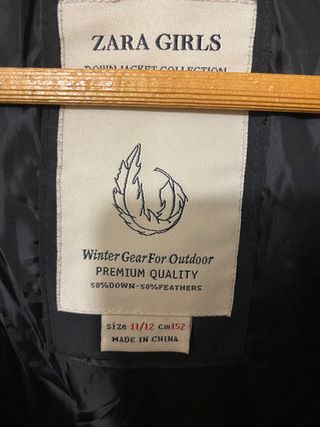 ZARA GIRLS
DOWN JACKET COLLECTION
Winter Gear For Outdoor
PREMIUM QUALITY
50%DOWN-50%FEATHERS
size 11/12 cm152
MADE IN CHINA